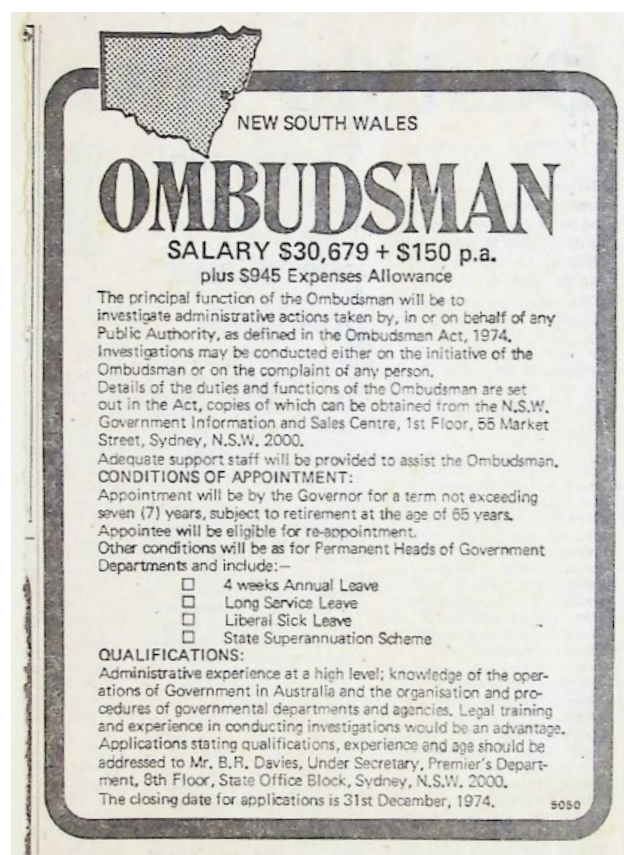 NEW SOUTH WALES
OMBUDSMAN
SALARY $30,679 + $150 p.a.
plus $945 Expenses Allowance
The principal function of the Ombudsman will be to
investigate administrative actions taken by, in or on behalf of any
Public Authority, as defined in the Ombudsman Act, 1974.
Investigations may be conducted either on the initiative of the
Ombudsman or on the complaint of any person.
Details of the duties and functions of the Ombudsman are set
out in the Act, copies of which can be obtained from the N.S.W.
Government Information and Sales Centre, 1st Floor, 55 Market
Street, Sydney, N.S.W. 2000.
Adequate support staff will be provided to assist the Ombudsman.
CONDITIONS OF APPOINTMENT:
Appointment will be by the Governor for a term not exceeding
seven (7) years, subject to retirement at the age of 65 years.
Appointee will be eligible for re-appointment.
Other conditions will be as for Permanent Heads of Government
Departments and include:—
☐ 4 weeks Annual Leave
☐ Long Service Leave
☐ Liberal Sick Leave
☐ State Superannuation Scheme
QUALIFICATIONS:
Administrative experience at a high level; knowledge of the oper-
ations of Government in Australia and the organisation and pro-
cedures of governmental departments and agencies. Legal training
and experience in conducting investigations would be an advantage.
Applications stating qualifications, experience and age should be
addressed to Mr. B.R. Davies, Under Secretary, Premier's Depart-
ment, 8th Floor, State Office Block, Sydney, N.S.W. 2000.
The closing date for applications is 31st December, 1974.
5050